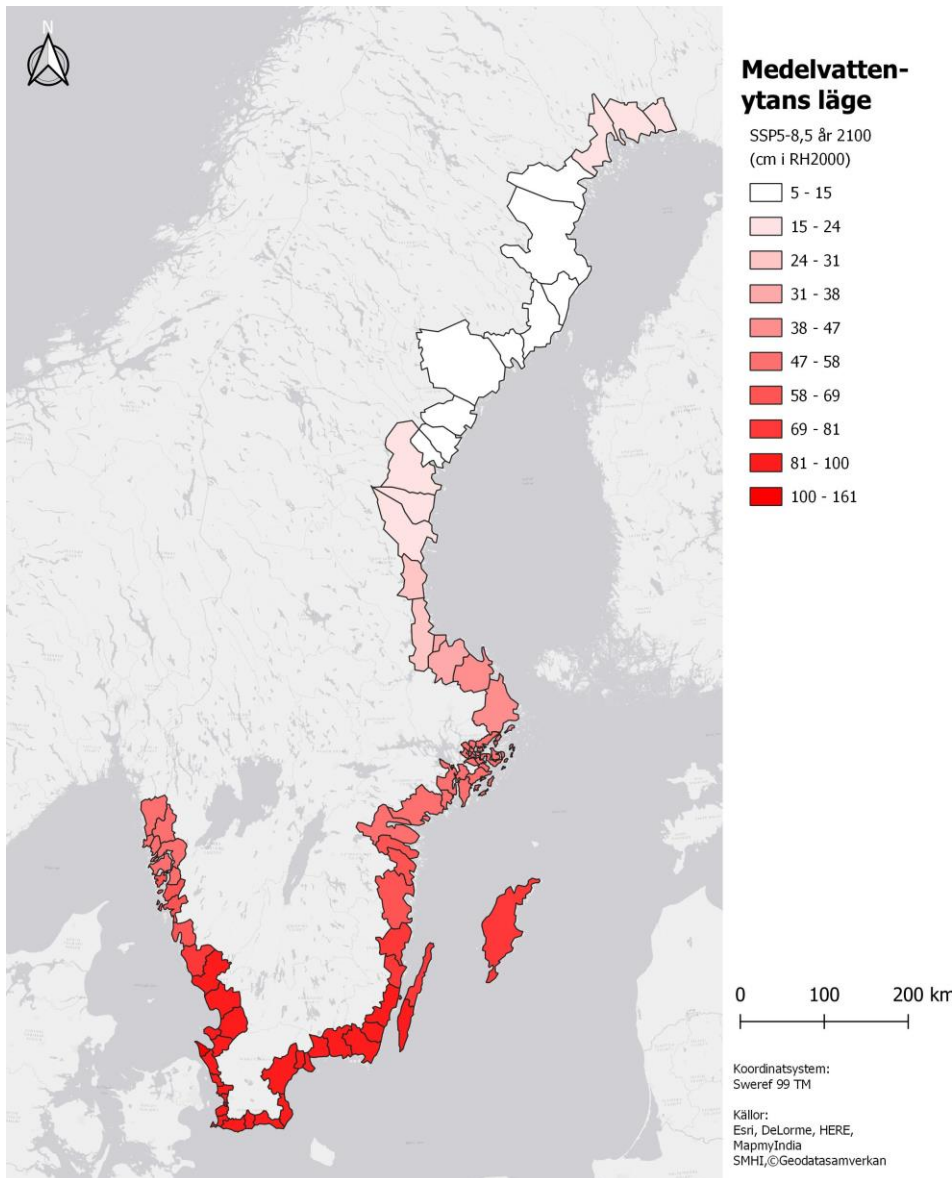 N
Medelvatten-
ytans läge
SSP5-8,5 år 2100
(cm i RH2000)
5 - 15
15 - 24
24 - 31
31 - 38
38 - 47
47 - 58
58 - 69
69 - 81
81 - 100
100 - 161
0 100 200 km
Koordinatsystem:
Sweref 99 TM
Källor:
Esri, DeLorme, HERE,
MapmyIndia
SMHI,©Geodatasamverkan